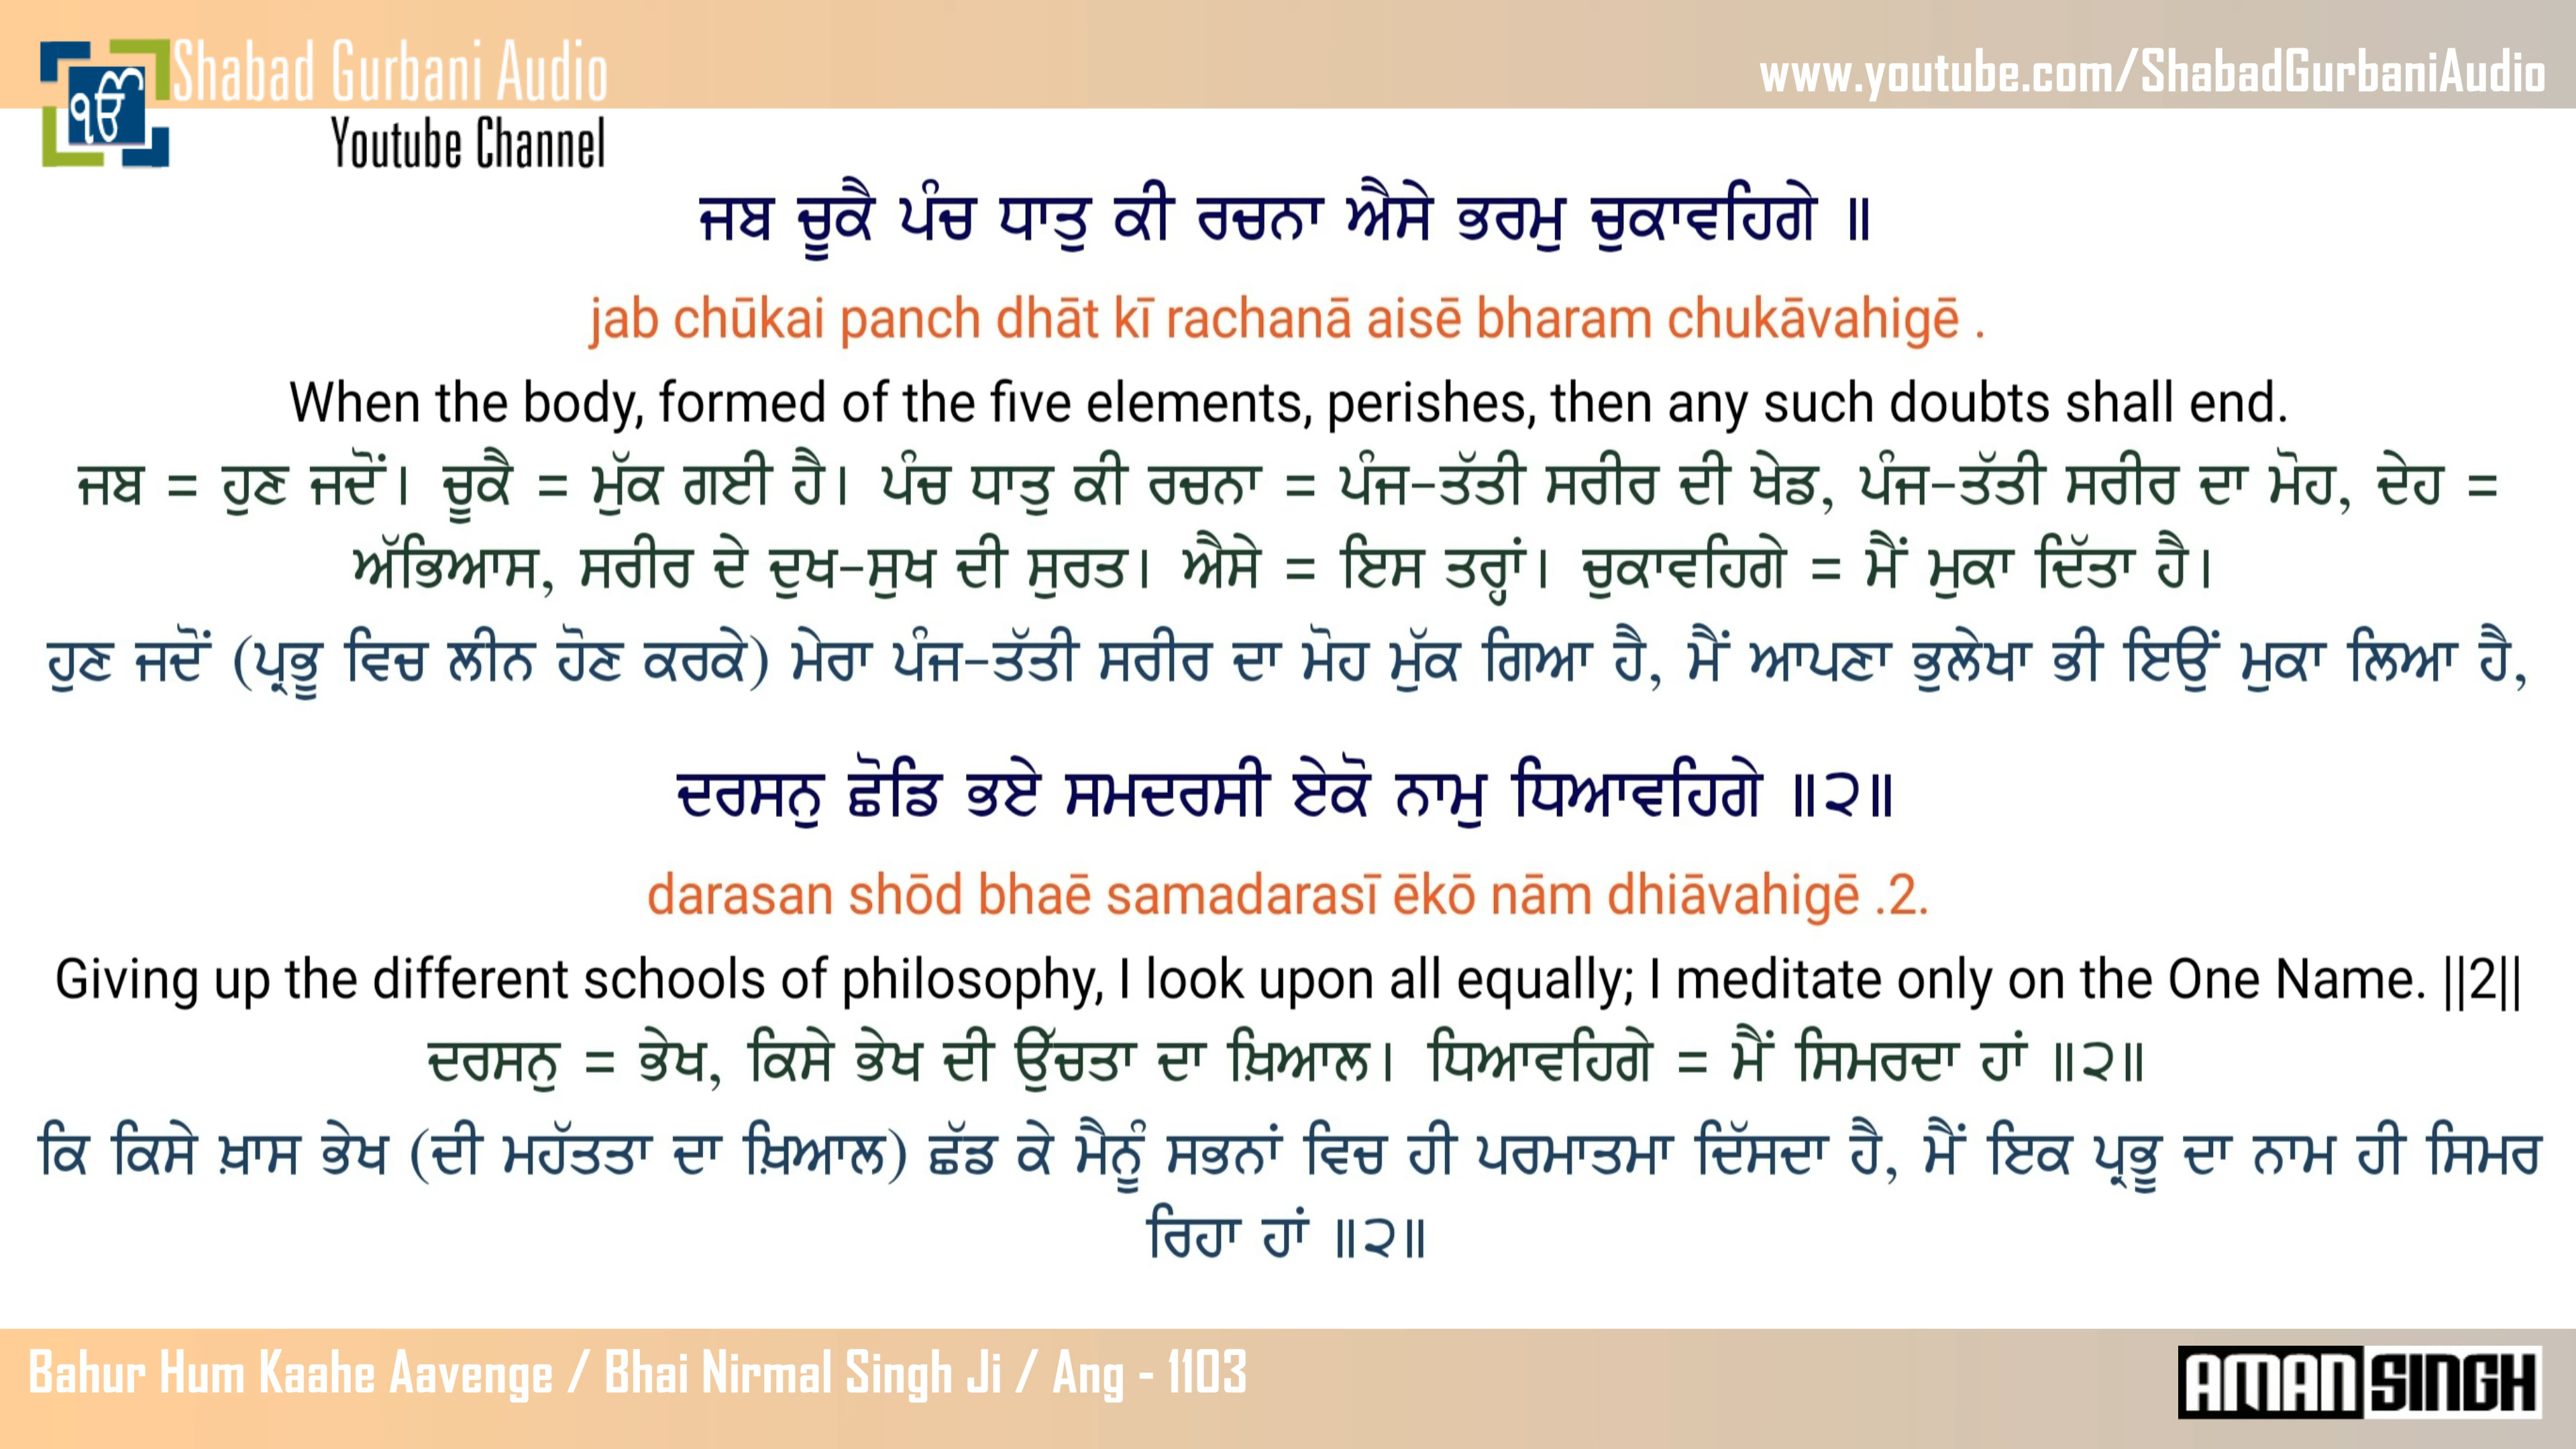 Shabad Gurbani Audio
www.youtube.com/ShabadGurbaniAudio
ੴ
Youtube Channel
ਜਬ ਚੂਕੈ ਪੰਚ ਧਾਤੁ ਕੀ ਰਚਨਾ ਐਸੇ ਭਰਮੁ ਚੁਕਾਵਹਿਗੇ ॥
jab chūkai panch dhāt kī rachanā aisē bharam chukāvahigē .
When the body, formed of the five elements, perishes, then any such doubts shall end.
ਜਬ = ਹੁਣ ਜਦੋਂ। ਚੂਕੈ = ਮੁੱਕ ਗਈ ਹੈ। ਪੰਚ ਧਾਤੁ ਕੀ ਰਚਨਾ = ਪੰਜ-ਤੱਤੀ ਸਰੀਰ ਦੀ ਖੇਡ, ਪੰਜ-ਤੱਤੀ ਸਰੀਰ ਦਾ ਮੋਹ, ਦੇਹ =
ਅੱਭਿਆਸ, ਸਰੀਰ ਦੇ ਦੁਖ-ਸੁਖ ਦੀ ਸੁਰਤ। ਐਸੇ = ਇਸ ਤਰ੍ਹਾਂ। ਚੁਕਾਵਹਿਗੇ = ਮੈਂ ਮੁਕਾ ਦਿੱਤਾ ਹੈ।
ਹੁਣ ਜਦੋਂ (ਪ੍ਰਭੂ ਵਿਚ ਲੀਨ ਹੋਣ ਕਰਕੇ) ਮੇਰਾ ਪੰਜ-ਤੱਤੀ ਸਰੀਰ ਦਾ ਮੋਹ ਮੁੱਕ ਗਿਆ ਹੈ, ਮੈਂ ਆਪਣਾ ਭੁਲੇਖਾ ਭੀ ਇਉਂ ਮੁਕਾ ਲਿਆ ਹੈ,
ਦਰਸਨੁ ਛੋਡਿ ਭਏ ਸਮਦਰਸੀ ਏਕੋ ਨਾਮੁ ਧਿਆਵਹਿਗੇ ॥੨॥
darasan shōd bhaē samadarasī ēkō nām dhiāvahigē .2.
Giving up the different schools of philosophy, I look upon all equally; I meditate only on the One Name. ||2||
ਦਰਸਨੁ = ਭੇਖ, ਕਿਸੇ ਭੇਖ ਦੀ ਉੱਚਤਾ ਦਾ ਖ਼ਿਆਲ। ਧਿਆਵਹਿਗੇ = ਮੈਂ ਸਿਮਰਦਾ ਹਾਂ ॥੨॥
ਕਿ ਕਿਸੇ ਖ਼ਾਸ ਭੇਖ (ਦੀ ਮਹੱਤਤਾ ਦਾ ਖ਼ਿਆਲ) ਛੱਡ ਕੇ ਮੈਨੂੰ ਸਭਨਾਂ ਵਿਚ ਹੀ ਪਰਮਾਤਮਾ ਦਿੱਸਦਾ ਹੈ, ਮੈਂ ਇਕ ਪ੍ਰਭੂ ਦਾ ਨਾਮ ਹੀ ਸਿਮਰ
ਰਿਹਾ ਹਾਂ ॥੨॥
Bahur Hum Kaahe Aavenge / Bhai Nirmal Singh Ji / Ang - 1103
AMAN SINGH